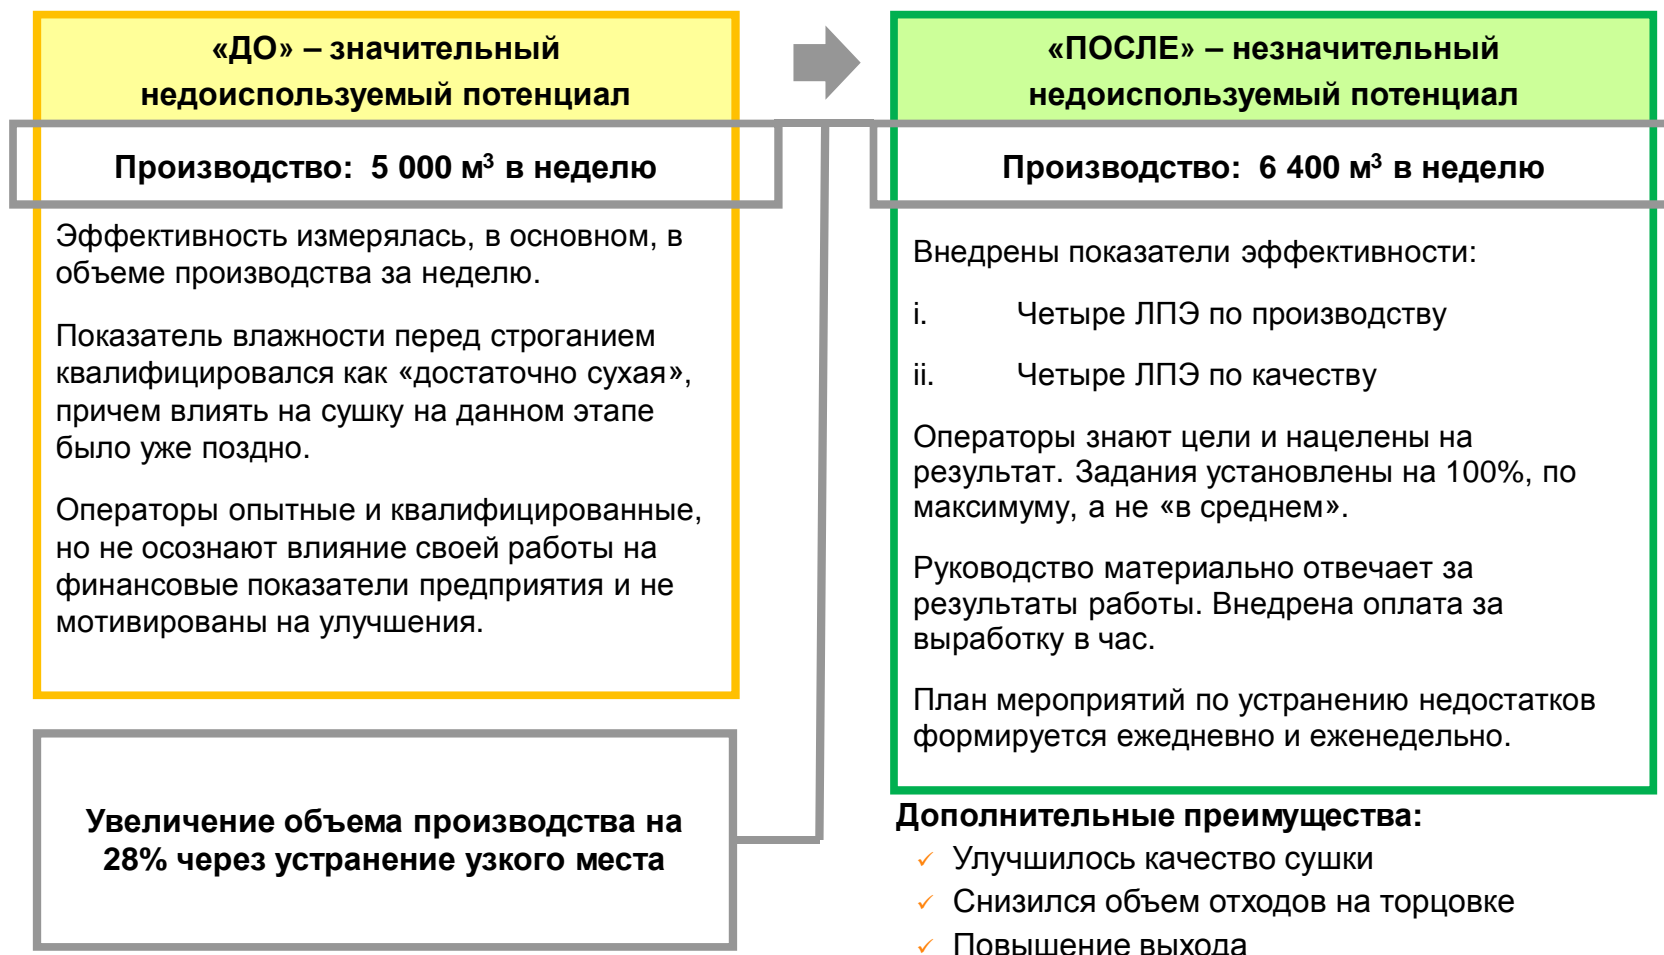 «ДО» – значительный
недоиспользуемый потенциал
Производство: 5 000 м³ в неделю
Эффективность измерялась, в основном, в
объеме производства за неделю.
Показатель влажности перед строганием
квалифицировался как «достаточно сухая»,
причем влиять на сушку на данном этапе
было уже поздно.
Операторы опытные и квалифицированные,
но не осознают влияние своей работы на
финансовые показатели предприятия и не
мотивированы на улучшения.
Увеличение объема производства на
28% через устранение узкого места
«ПОСЛЕ» – незначительный
недоиспользуемый потенциал
Производство: 6 400 м³ в неделю
Внедрены показатели эффективности:
i. Четыре ЛПЭ по производству
ii. Четыре ЛПЭ по качеству
Операторы знают цели и нацелены на
результат. Задания установлены на 100%, по
максимуму, а не «в среднем».
Руководство материально отвечает за
результаты работы. Внедрена оплата за
выработку в час.
План мероприятий по устранению недостатков
формируется ежедневно и еженедельно.
Дополнительные преимущества:
✓ Улучшилось качество сушки
✓ Снизился объем отходов на торцовке
✓ Повышение выхода